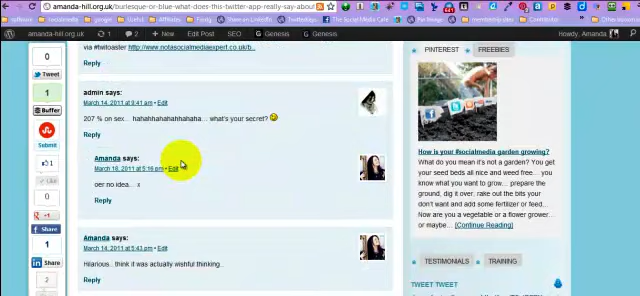 amanda-hill.org.uk/burlesque-or-blue-what-does-this-twitter-app-really-say-about
amanda-hill.org.uk 1 2 + New Edit Post SEO Genesis Genesis Howdy, Amanda
0
Tweet
1
Buffer
Submit
1
Like
0
+1
Share
1
Share
2
via #twitoaster http://www.notasocialmediaexpert.co.uk/b..
Reply
admin says:
March 14, 2011 at 9:41 am • Edit
207 % on sex... hahahhahahhahahaha... what's your secret?
Reply
Amanda says:
March 18, 2011 at 5:16 pm • Edit
oer no idea... x
Reply
Amanda says:
March 14, 2011 at 5:43 pm • Edit
Hilarious.. think it was actually wishful thinking..
Reply
PINTEREST FREEBIES
How is your #socialmedia garden growing?
What do you mean it's not a garden? You get
your seed beds all nice and weed free... you
know what you want to grow... prepare the
ground, dig it over, rake out the bits your
don't want and add some fertilizer or feed...
Now are you a vegetable or a flower grower...
or maybe... [Continue Reading]
TESTIMONIALS TRAINING
TWEET TWEET